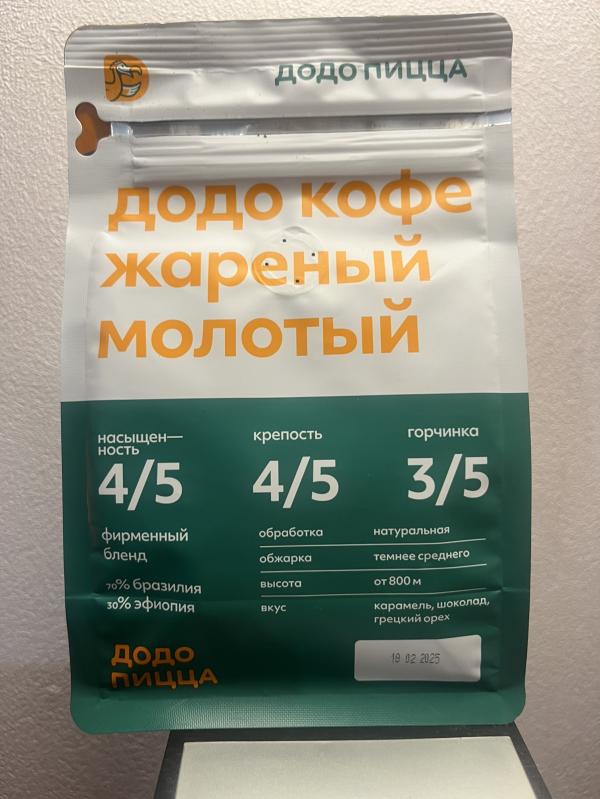 ДОДО ПИЦЦА
додо кофе
жареный
молотый
насыщен—
ность
4/5
крепость
4/5
горчинка
3/5
фирменный
бленд
70% бразилия
30% эфиопия
обработка натуральная
обжарка темнее среднего
высота от 800 м
вкус карамель, шоколад,
грецкий орех
ДОДО
ПИЦЦА
18 02 2025